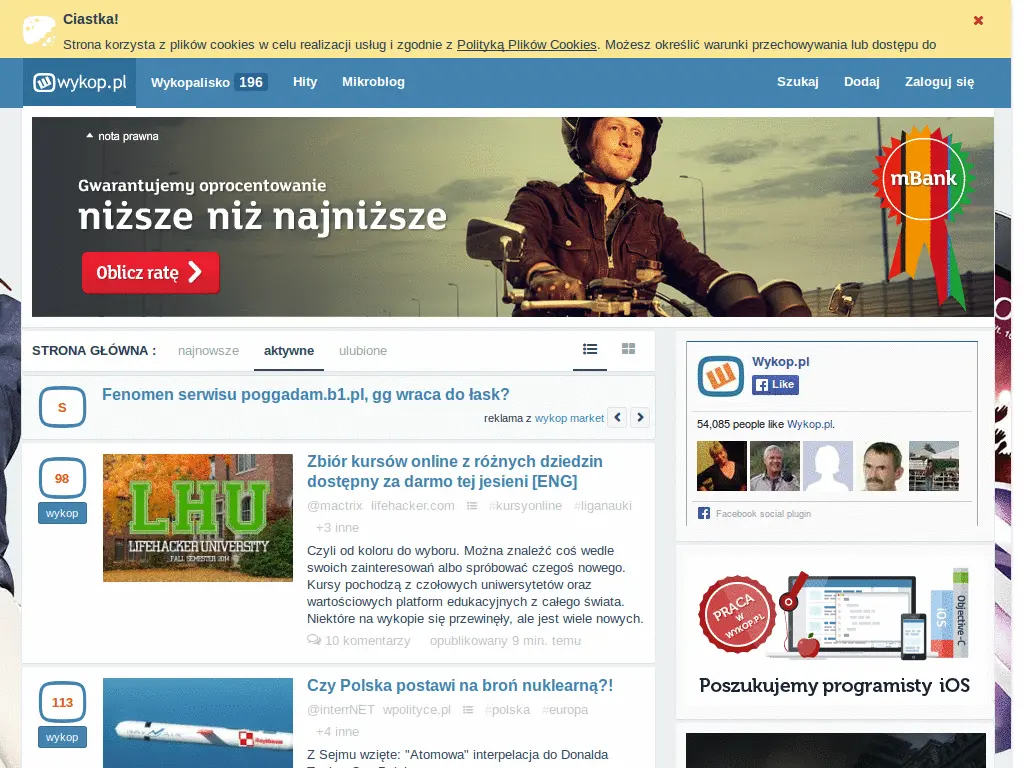 Ciastka!
Strona korzysta z plików cookies w celu realizacji usług i zgodnie z Polityką Plików Cookies. Możesz określić warunki przechowywania lub dostępu do
wykop.pl
Wykopalisko 196
Hity
Mikroblog
Szukaj
Dodaj
Zaloguj się
nota prawna
Gwarantujemy oprocentowanie
niższe niż najniższe
Oblicz ratę
mBank
STRONA GŁÓWNA :
najnowsze
aktywne
ulubione
S
Fenomen serwisu poggadam.b1.pl, gg wraca do łask?
reklama z wykop market
98
wykop
LHU
LIFEHACKER UNIVERSITY
FALL SEMESTER 2014
Zbiór kursów online z różnych dziedzin
dostępny za darmo tej jesieni [ENG]
@mactrix lifehacker.com #kursyonline #liganauki
+3 inne
Czyli od koloru do wyboru. Można znaleźć coś wedle
swoich zainteresowań albo spróbować czegoś nowego.
Kursy pochodzą z czołowych uniwersytetów oraz
wartościowych platform edukacyjnych z całego świata.
Niektóre na wykopie się przewinęły, ale jest wiele nowych.
10 komentarzy opublikowany 9 min. temu
113
wykop
Czy Polska postawi na broń nuklearną?!
@interrNET wpolityce.pl #polska #europa
+4 inne
Z Sejmu wzięte: "Atomowa" interpelacja do Donalda
Wykop.pl
Like
54,085 people like Wykop.pl.
Facebook social plugin
PRACA
W
WYKOP.PL
iOS
Objective-C
Poszukujemy programisty iOS